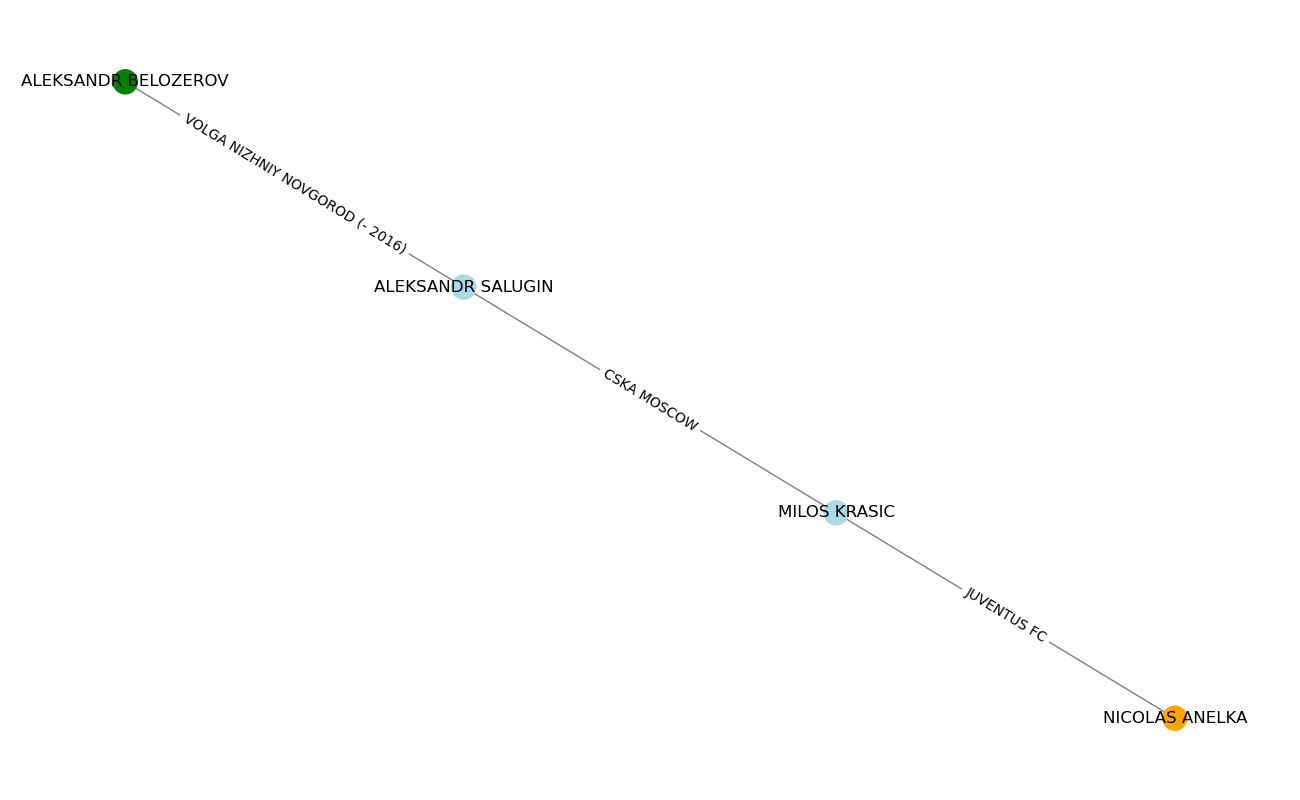 ALEKSANDR BELOZEROV
VOLGA NIZHNIY NOVGOROD (- 2016)
ALEKSANDR SALUGIN
CSKA MOSCOW
MILOS KRASIC
JUVENTUS FC
NICOLAS ANELKA